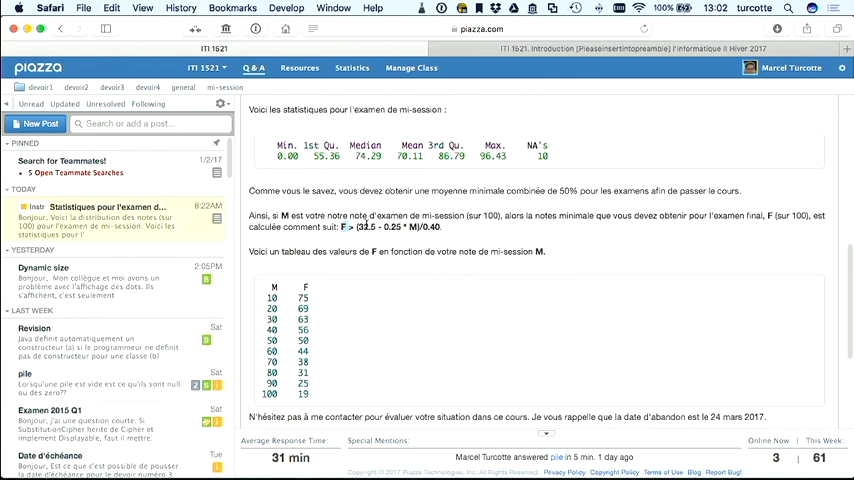 Safari File Edit View History Bookmarks Develop Window Help 100% 13:02 turcotte
piazza.com
ITI 1521
ITI 1521. Introduction [Pleaseinsertintopreamble] l'informatique II Hiver 2017
piazza ITI 1521 Q & A Resources Statistics Manage Class Marcel Turcotte
devoir1 devoir2 devoir3 devoir4 general mi-session
Unread Updated Unresolved Following
New Post Search or add a post...
PINNED
Search for Teammates! 1/2/17
5 Open Teammate Searches
TODAY
Instr Statistiques pour l'examen d... 8:22AM
Bonjour, Voici la distribution des notes (sur
100) pour l'examen de mi-session: Voici les
statistiques pour l'
YESTERDAY
Dynamic size 2:05PM
Bonjour, Mon collègue et moi avons un
problème avec l'affichage des dots. Ils
s'affichent, c'est seulement
S
LAST WEEK
Revision Sat
Java definit automatiquement un
constructeur (a) si le programmeur ne definit
pas de constructeur pour une classe (b)
S
pile Sat
Lorsqu'une pile est vide est ce qu'ils sont null
ou des zero??
2 S i
Examen 2015 Q1 Sat
Bonjour, j'ai une question courte. Si
SubstitutionCipher herite de Cipher et
implement Displayable, faut il mettre
i
Date d'échéance Tue
Bonjour, Est ce que c'est possible de pousser
la date d'échéance pour le devoir numéro 3.
i
Voici les statistiques pour l'examen de mi-session :
Min. 1st Qu. Median Mean 3rd Qu. Max. NA's
0.00 55.36 74.29 70.11 86.79 96.43 10
Comme vous le savez, vous devez obtenir une moyenne minimale combinée de 50% pour les examens afin de passer le cours.
Ainsi, si M est votre notre note d'examen de mi-session (sur 100), alors la notes minimale que vous devez obtenir pour l'examen final, F (sur 100), est
calculée comment suit: F > (32.5 - 0.25 * M)/0.40.
Voici un tableau des valeurs de F en fonction de votre note de mi-session M.
M F
10 75
20 69
30 63
40 56
50 50
60 44
70 38
80 31
90 25
100 19
N'hésitez pas à me contacter pour évaluer votre situation dans ce cours. Je vous rappelle que la date d'abandon est le 24 mars 2017.
Average Response Time: Special Mentions: Online Now This Week:
31 min Marcel Turcotte answered pile in 5 min. 1 day ago 3 61
Copyright © 2017 Piazza Technologies, Inc. All Rights Reserved. Privacy Policy Copyright Policy Terms of Use Blog Report Bug!